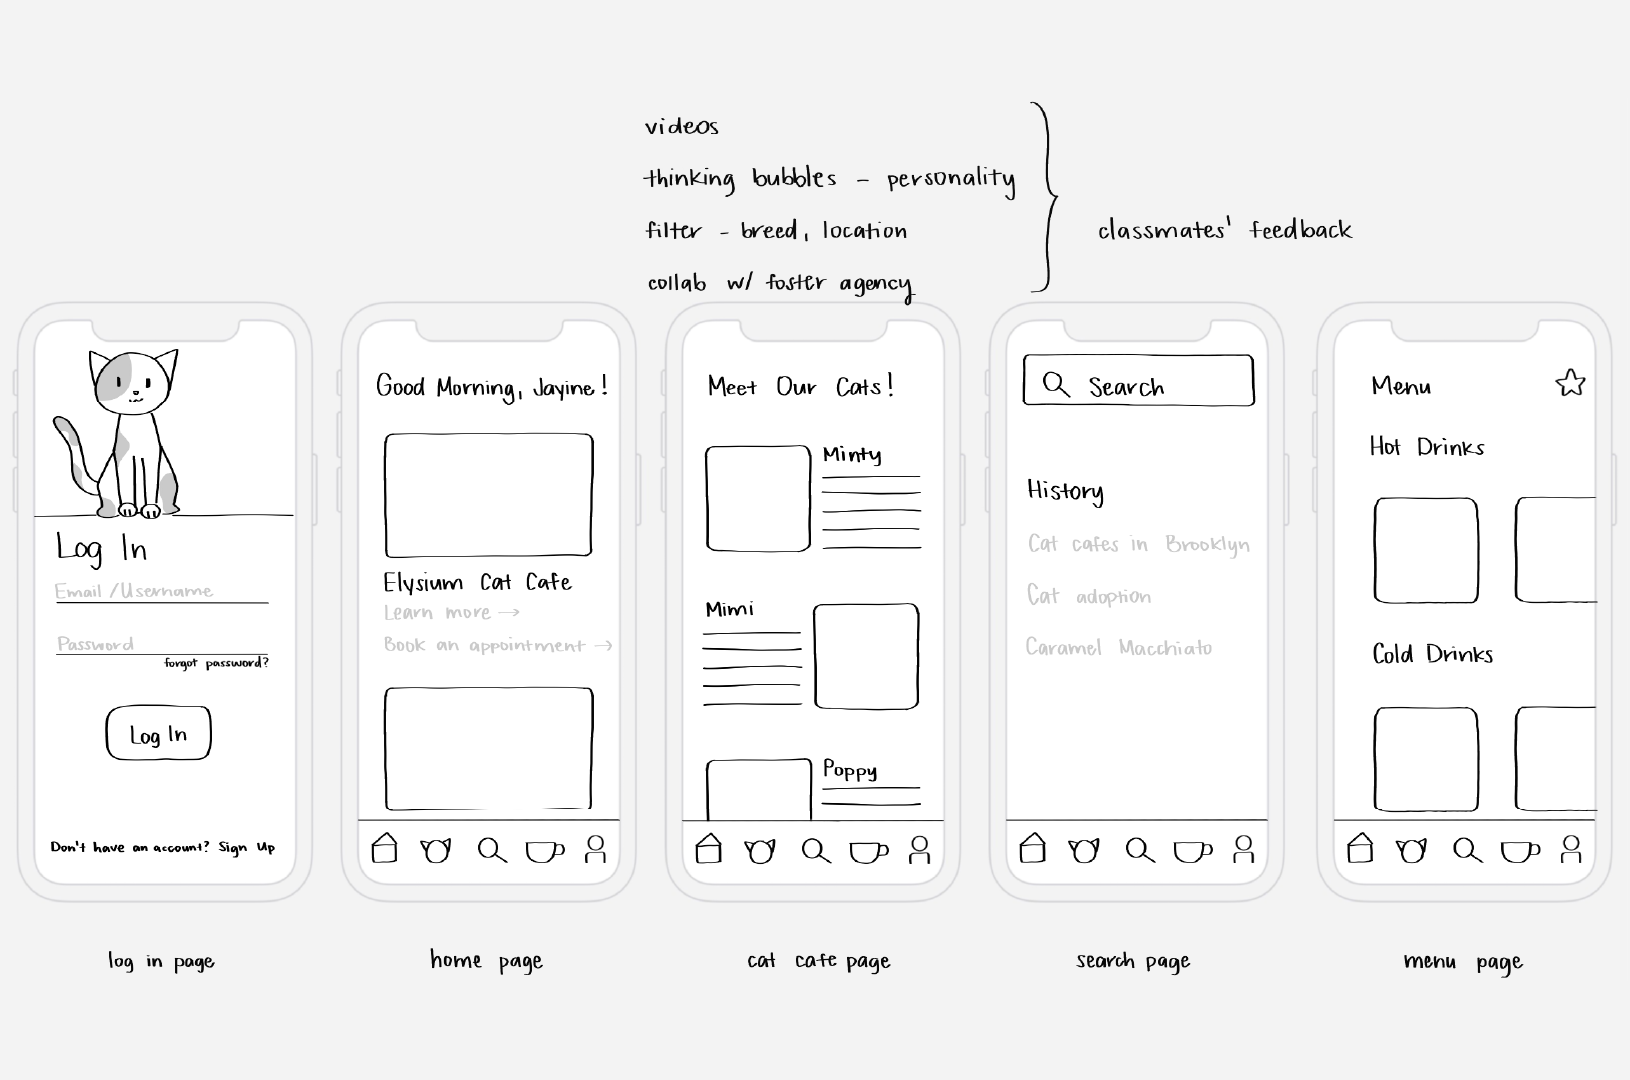 videos
thinking bubbles - personality
filter - breed, location
collab w/ foster agency
classmates' feedback
Log In
Email/Username
Password
forgot password?
Log In
Don't have an account? Sign Up
log in page
Good Morning, Jayine!
Elysium Cat Cafe
Learn more →
Book an appointment →
home page
Meet Our Cats!
Minty
Mimi
Poppy
cat cafe page
Search
History
Cat cafes in Brooklyn
Cat adoption
Caramel Macchiato
search page
Menu
Hot Drinks
Cold Drinks
menu page